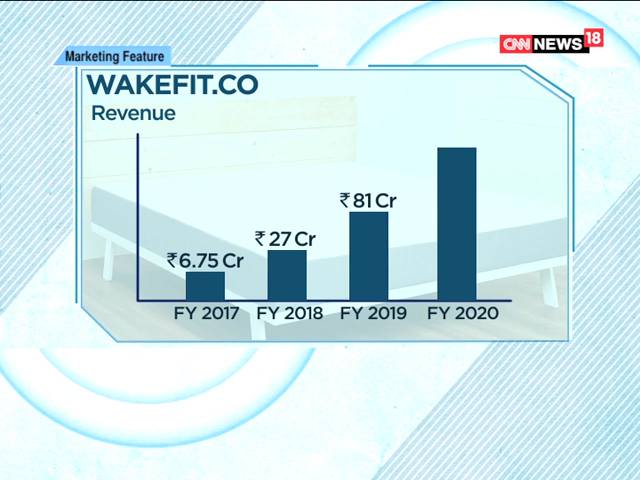 Marketing Feature
CNN NEWS 18
WAKEFIT.CO
Revenue
₹6.75 Cr
₹27 Cr
₹81 Cr
FY 2017 FY 2018 FY 2019 FY 2020